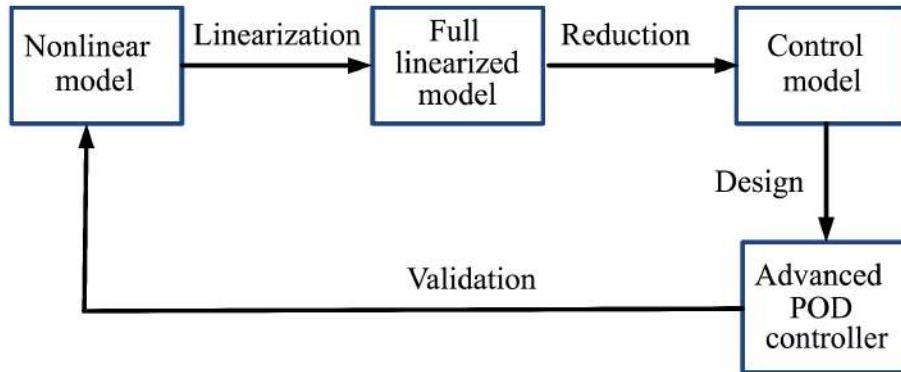 Nonlinear
model
Linearization
Full
linearized
model
Reduction
Control
model
Design
Advanced
POD
controller
Validation